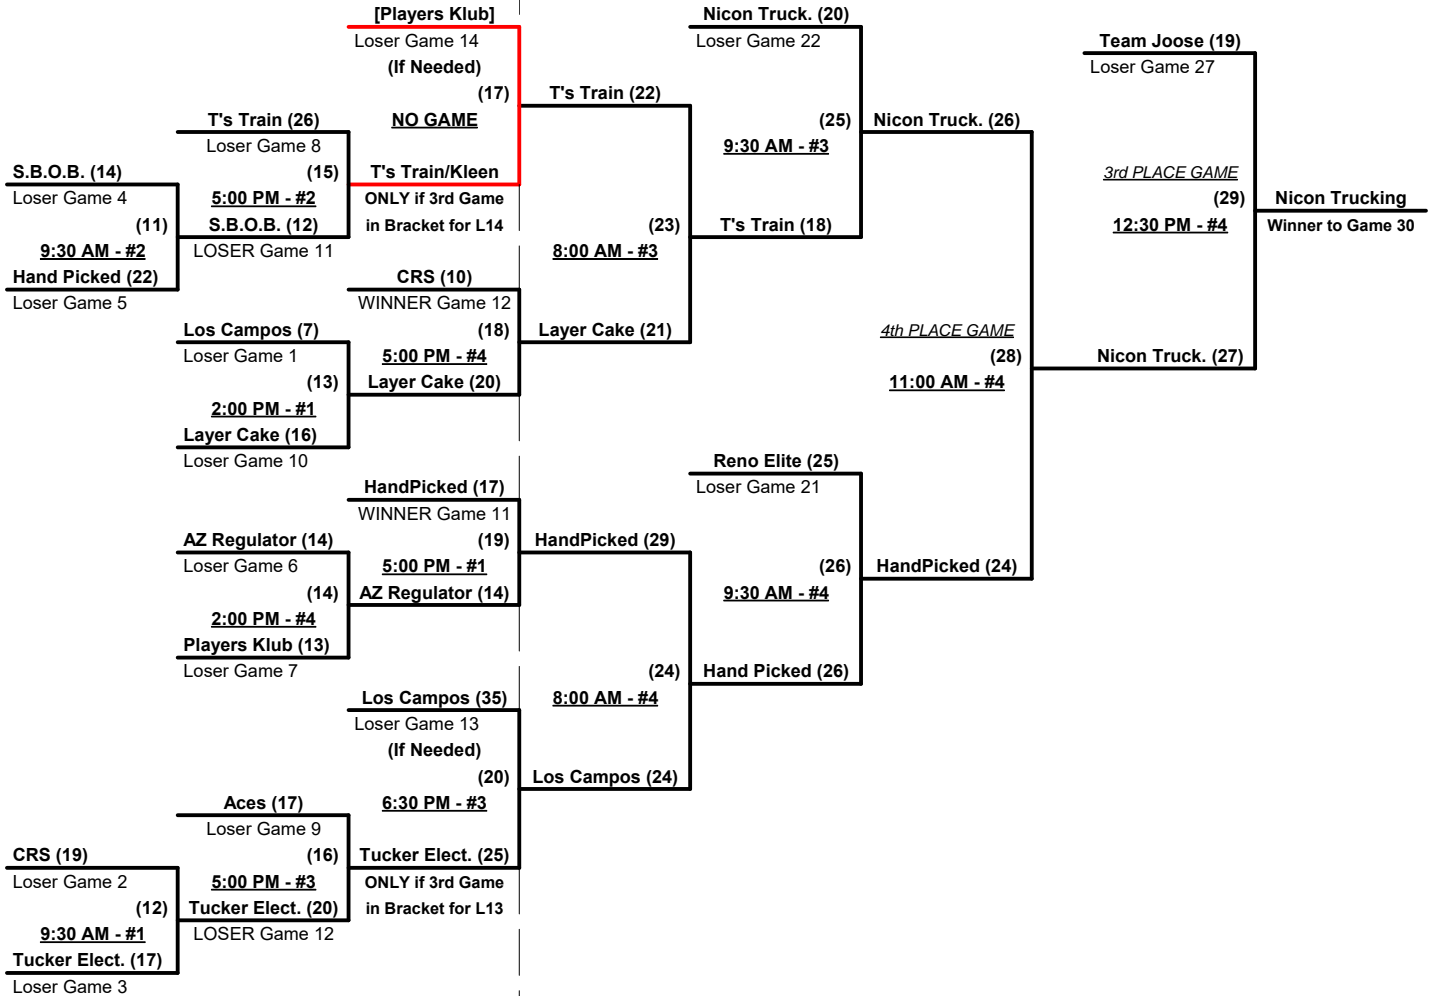 [Players Klub]
Loser Game 14
(If Needed)
(17)
NO GAME
T's Train/Kleen
ONLY if 3rd Game
in Bracket for L14
T's Train (26)
Loser Game 8
(15)
5:00 PM - #2
S.B.O.B. (12)
LOSER Game 11
S.B.O.B. (14)
Loser Game 4
(11)
9:30 AM - #2
Hand Picked (22)
Loser Game 5
CRS (10)
WINNER Game 12
(18)
5:00 PM - #4
Layer Cake (20)
Los Campos (7)
Loser Game 1
(13)
2:00 PM - #1
Layer Cake (16)
Loser Game 10
HandPicked (17)
WINNER Game 11
(19)
5:00 PM - #1
AZ Regulator (14)
AZ Regulator (14)
Loser Game 6
(14)
2:00 PM - #4
Players Klub (13)
Loser Game 7
Los Campos (35)
Loser Game 13
(If Needed)
(20)
6:30 PM - #3
Tucker Elect. (25)
ONLY if 3rd Game
in Bracket for L13
Aces (17)
Loser Game 9
(16)
5:00 PM - #3
Tucker Elect. (20)
LOSER Game 12
CRS (19)
Loser Game 2
(12)
9:30 AM - #1
Tucker Elect. (17)
Loser Game 3
T's Train (22)
(23)
8:00 AM - #3
Layer Cake (21)
HandPicked (29)
(24)
8:00 AM - #4
Los Campos (24)
Nicon Truck. (20)
Loser Game 22
(25)
9:30 AM - #3
T's Train (18)
Reno Elite (25)
Loser Game 21
(26)
9:30 AM - #4
Hand Picked (26)
Nicon Truck. (26)
4th PLACE GAME
(28)
11:00 AM - #4
HandPicked (24)
Team Joose (19)
Loser Game 27
3rd PLACE GAME
(29)
12:30 PM - #4
Nicon Truck. (27)
Nicon Trucking
Winner to Game 30